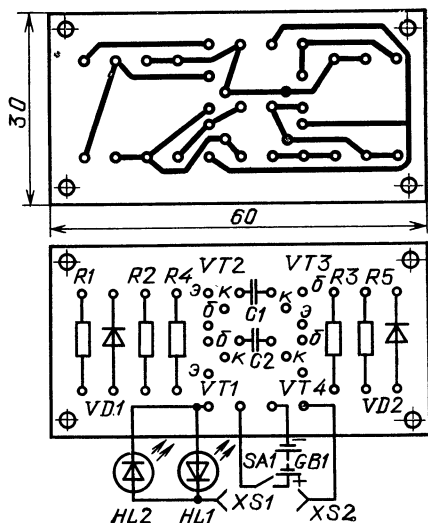 30
60
R1 R2 R4 VT2 VT3 R3 R5
Э К К б
б C1 Э
б C2 б
Э К К
VD1 VT1 VT4 VD2
SA1 GB1
− +
HL2 HL1 XS1 XS2